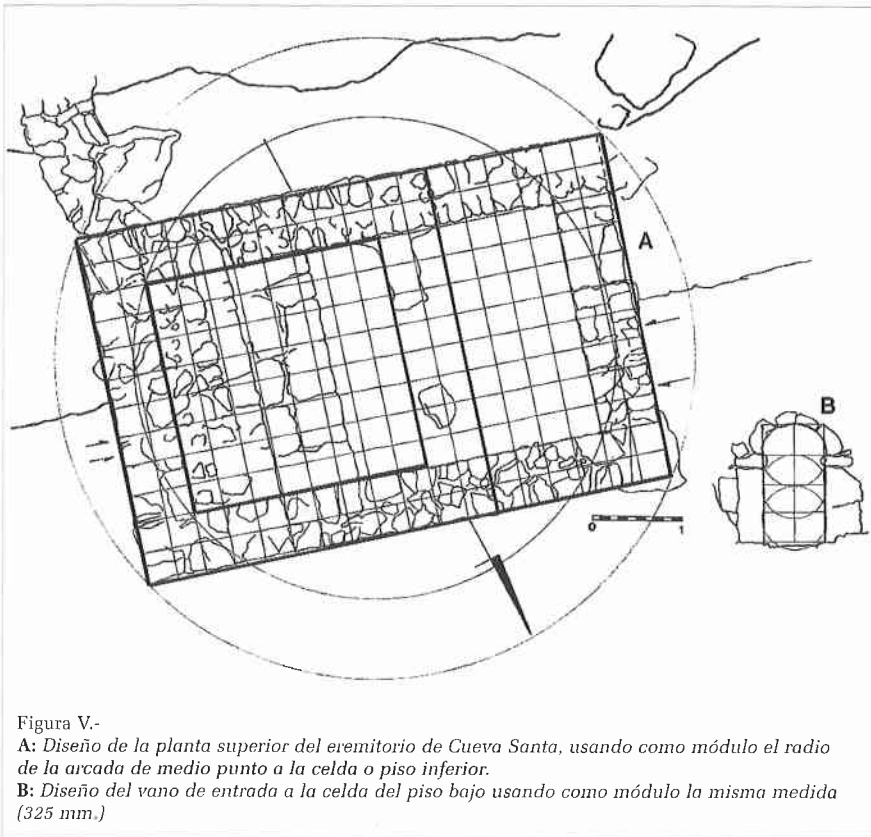 A
B
0 1
Figura V.-
A: Diseño de la planta superior del eremitorio de Cueva Santa, usando como módulo el radio
de la arcada de medio punto a la celda o piso inferior.
B: Diseño del vano de entrada a la celda del piso bajo usando como módulo la misma medida
(325 mm.)